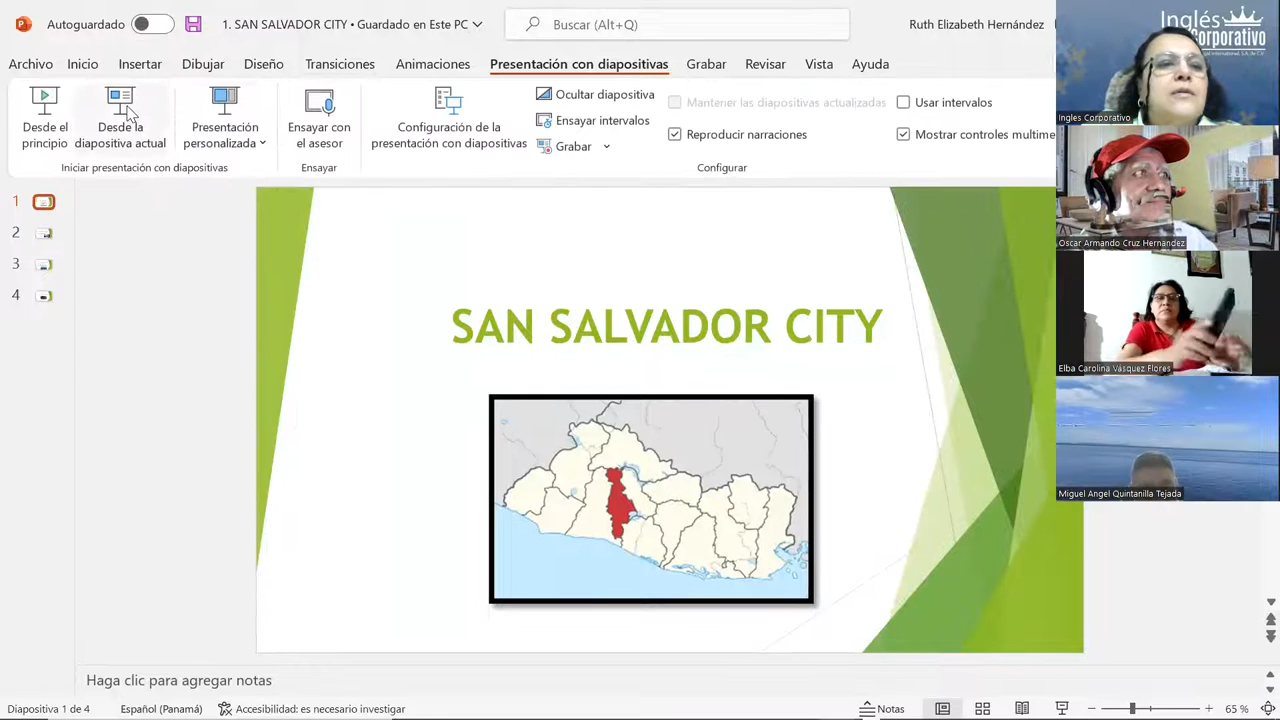 Autoguardado
1. SAN SALVADOR CITY • Guardado en Este PC
Buscar (Alt+Q)
Ruth Elizabeth Hernández
Archivo
Inicio
Insertar
Dibujar
Diseño
Transiciones
Animaciones
Presentación con diapositivas
Grabar
Revisar
Vista
Ayuda
Desde el
principio
Desde la
diapositiva actual
Presentación
personalizada
Ensayar con
el asesor
Configuración de la
presentación con diapositivas
Ocultar diapositiva
Ensayar intervalos
Grabar
Mantener las diapositivas actualizadas
Reproducir narraciones
Usar intervalos
Mostrar controles multime
Iniciar presentación con diapositivas
Ensayar
Configurar
1
2
3
4
SAN SALVADOR CITY
Inglés
Corporativo
Ingles Corporativo
Oscar Armando Cruz Hernandez
Elba Carolina Vásquez Flores
Miguel Angel Quintanilla Tejada
Haga clic para agregar notas
Diapositiva 1 de 4
Español (Panamá)
Accesibilidad: es necesario investigar
Notas
65 %